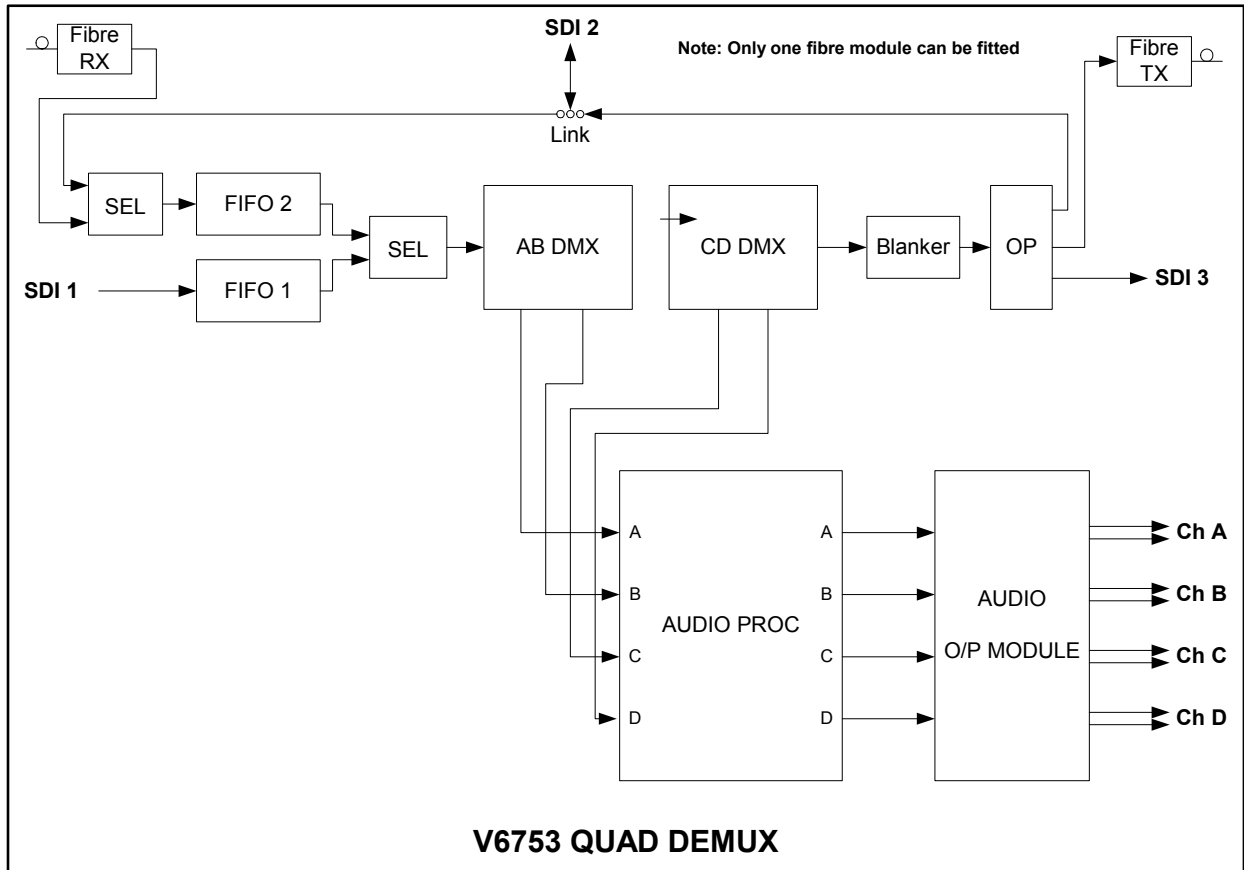 Fibre
RX
SDI 2
Note: Only one fibre module can be fitted
Fibre
TX
Link
SEL
FIFO 2
SEL
AB DMX
CD DMX
Blanker
OP
SDI 1
FIFO 1
SDI 3
A
A
Ch A
B
B
Ch B
AUDIO PROC
AUDIO
O/P MODULE
C
C
Ch C
D
D
Ch D
V6753 QUAD DEMUX